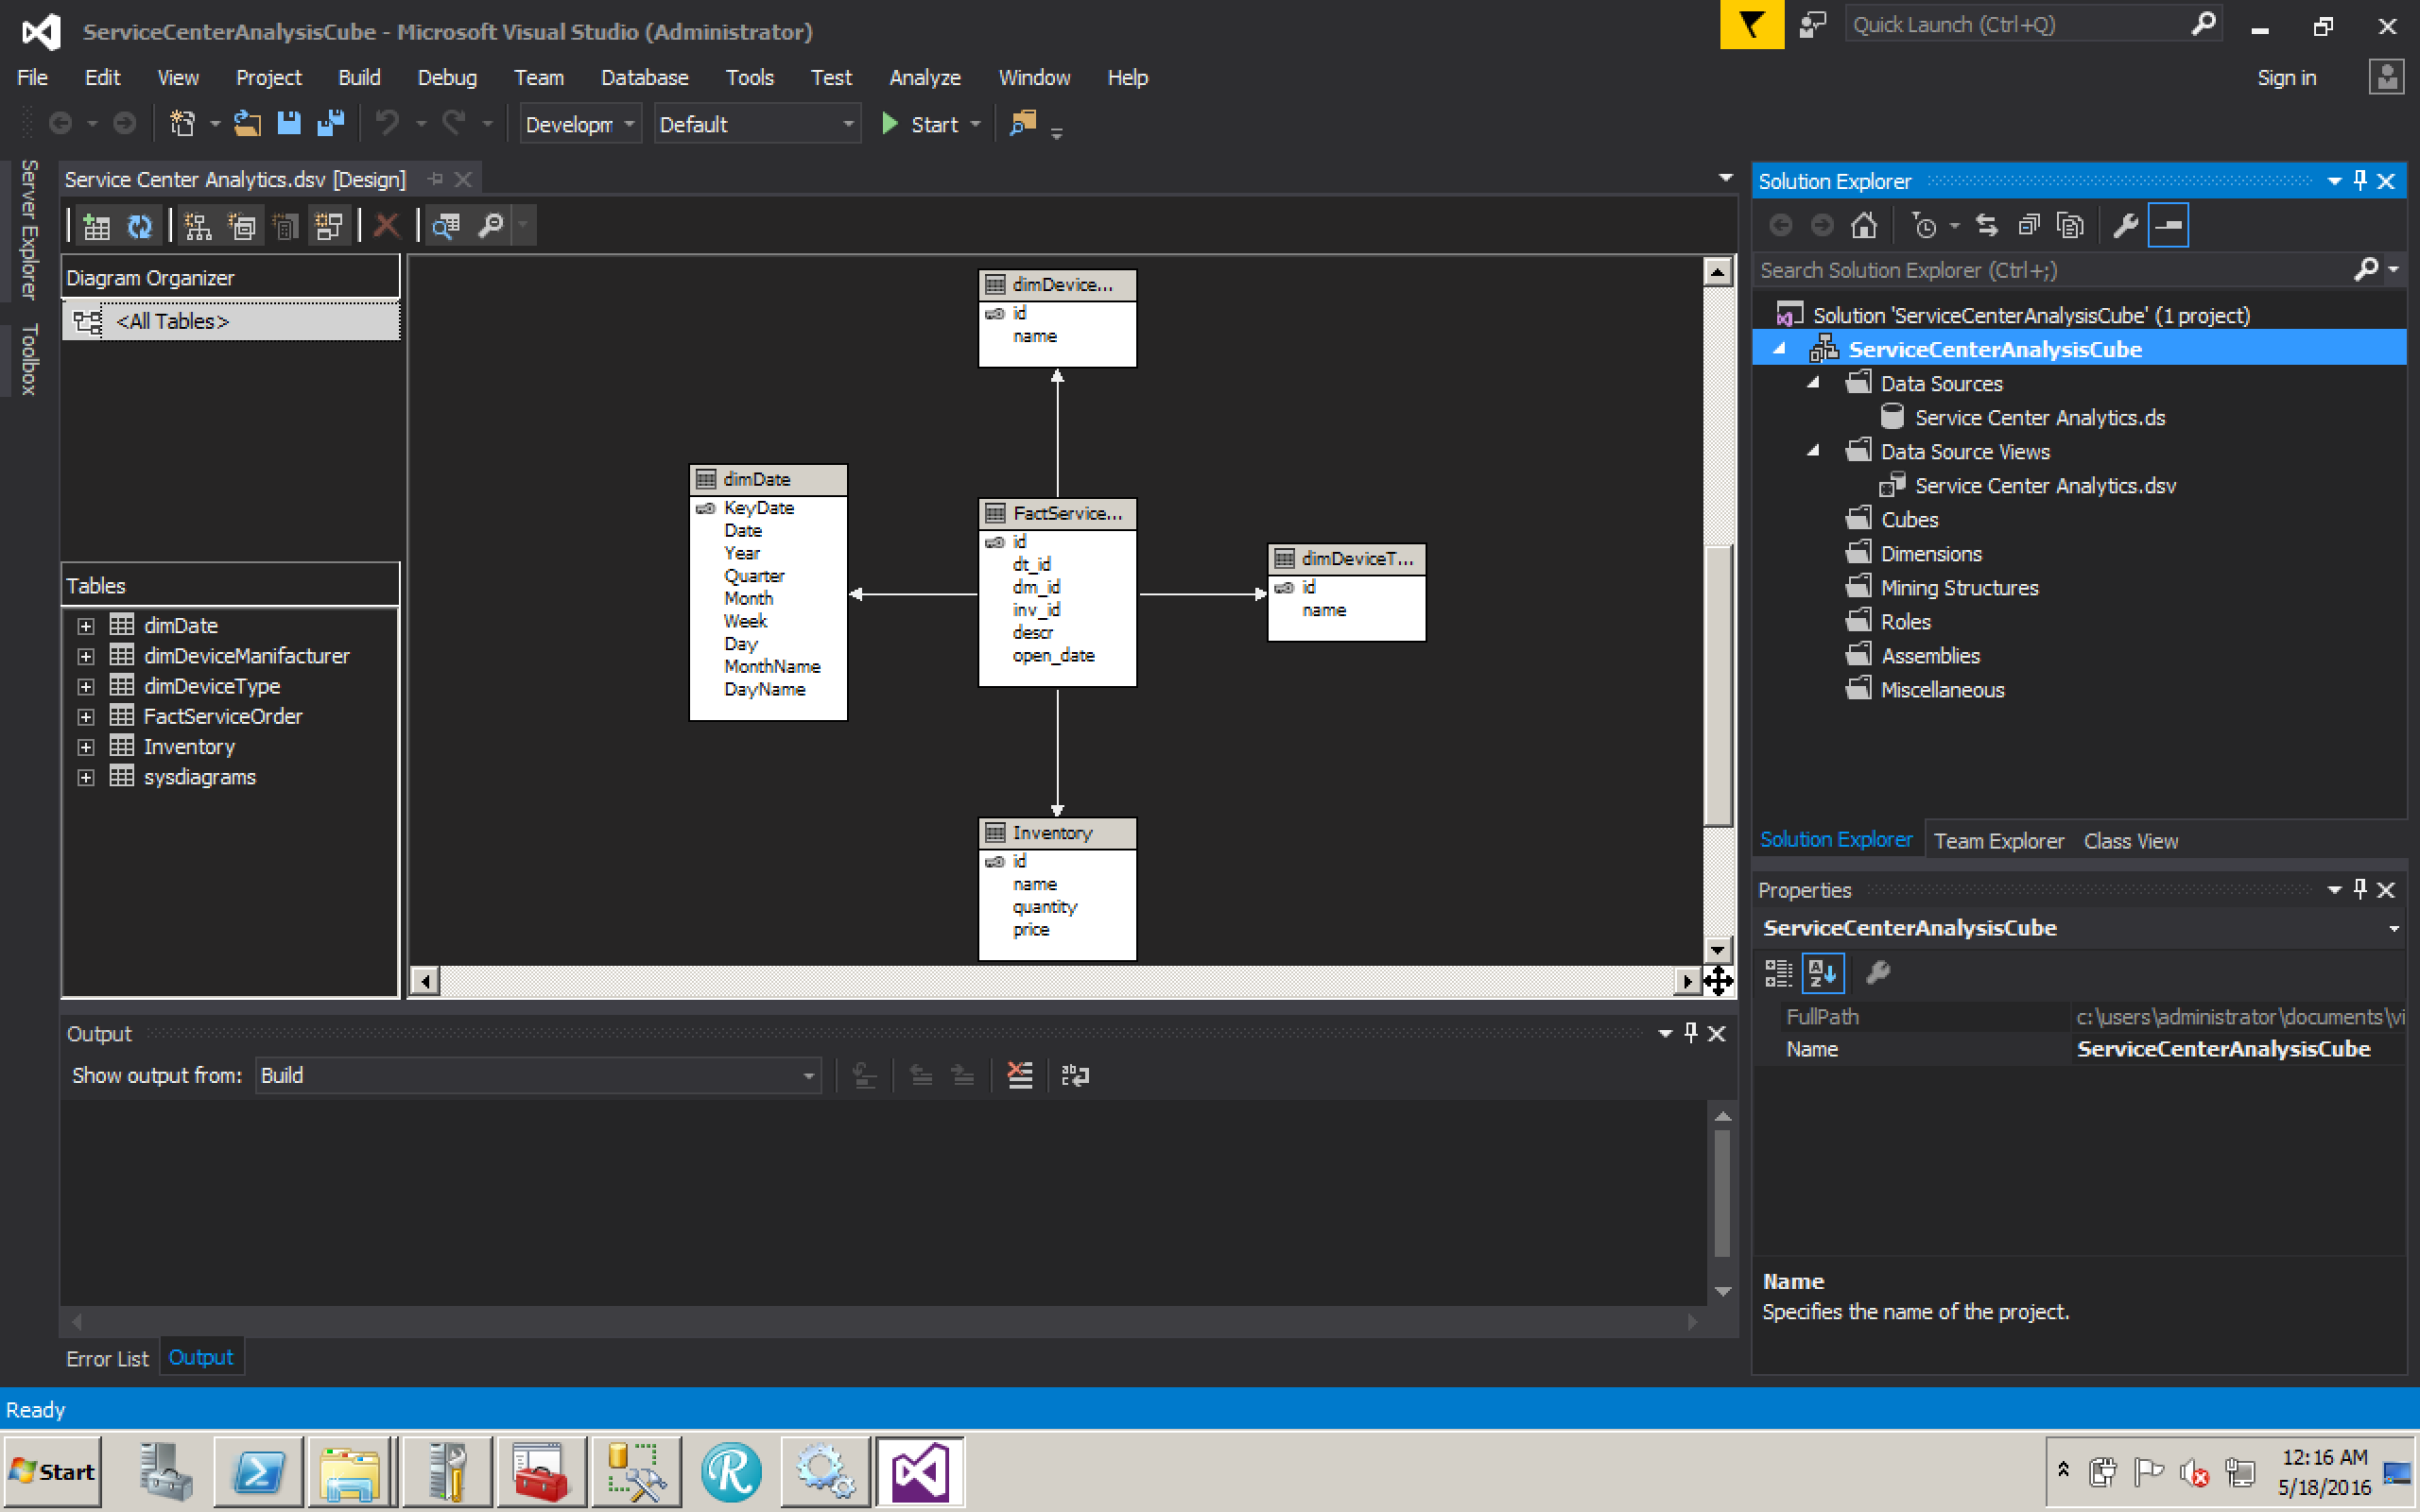 ServiceCenterAnalysisCube - Microsoft Visual Studio (Administrator)
Quick Launch (Ctrl+Q)
File Edit View Project Build Debug Team Database Tools Test Analyze Window Help
Sign in
Developm Default Start
Server Explorer
Toolbox
Service Center Analytics.dsv [Design]
Diagram Organizer
<All Tables>
Tables
dimDate
dimDeviceManifacturer
dimDeviceType
FactServiceOrder
Inventory
sysdiagrams
dimDevice...
id
name
dimDate
KeyDate
Date
Year
Quarter
Month
Week
Day
MonthName
DayName
FactService...
id
dt_id
dm_id
inv_id
descr
open_date
dimDeviceT...
id
name
Inventory
id
name
quantity
price
Output
Show output from: Build
Error List Output
Solution Explorer
Search Solution Explorer (Ctrl+;)
Solution 'ServiceCenterAnalysisCube' (1 project)
ServiceCenterAnalysisCube
Data Sources
Service Center Analytics.ds
Data Source Views
Service Center Analytics.dsv
Cubes
Dimensions
Mining Structures
Roles
Assemblies
Miscellaneous
Solution Explorer Team Explorer Class View
Properties
ServiceCenterAnalysisCube
FullPath c:\users\administrator\documents\vi
Name ServiceCenterAnalysisCube
Name
Specifies the name of the project.
Ready
Start
12:16 AM
5/18/2016